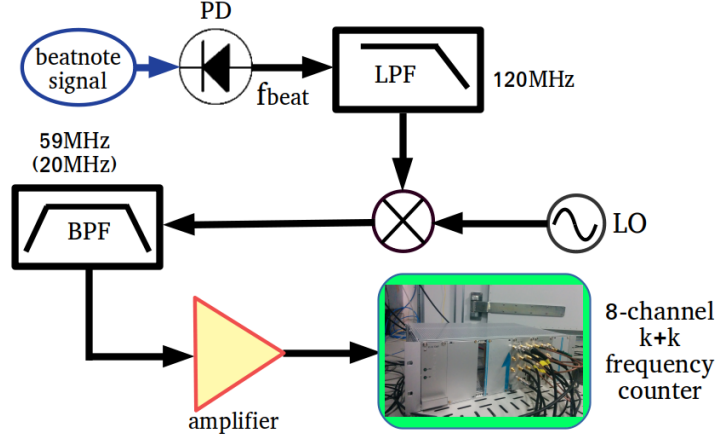 PD
beatnote
signal
fbeat
LPF
120MHz
59MHz
(20MHz)
BPF
LO
8-channel
k+k
frequency
counter
amplifier